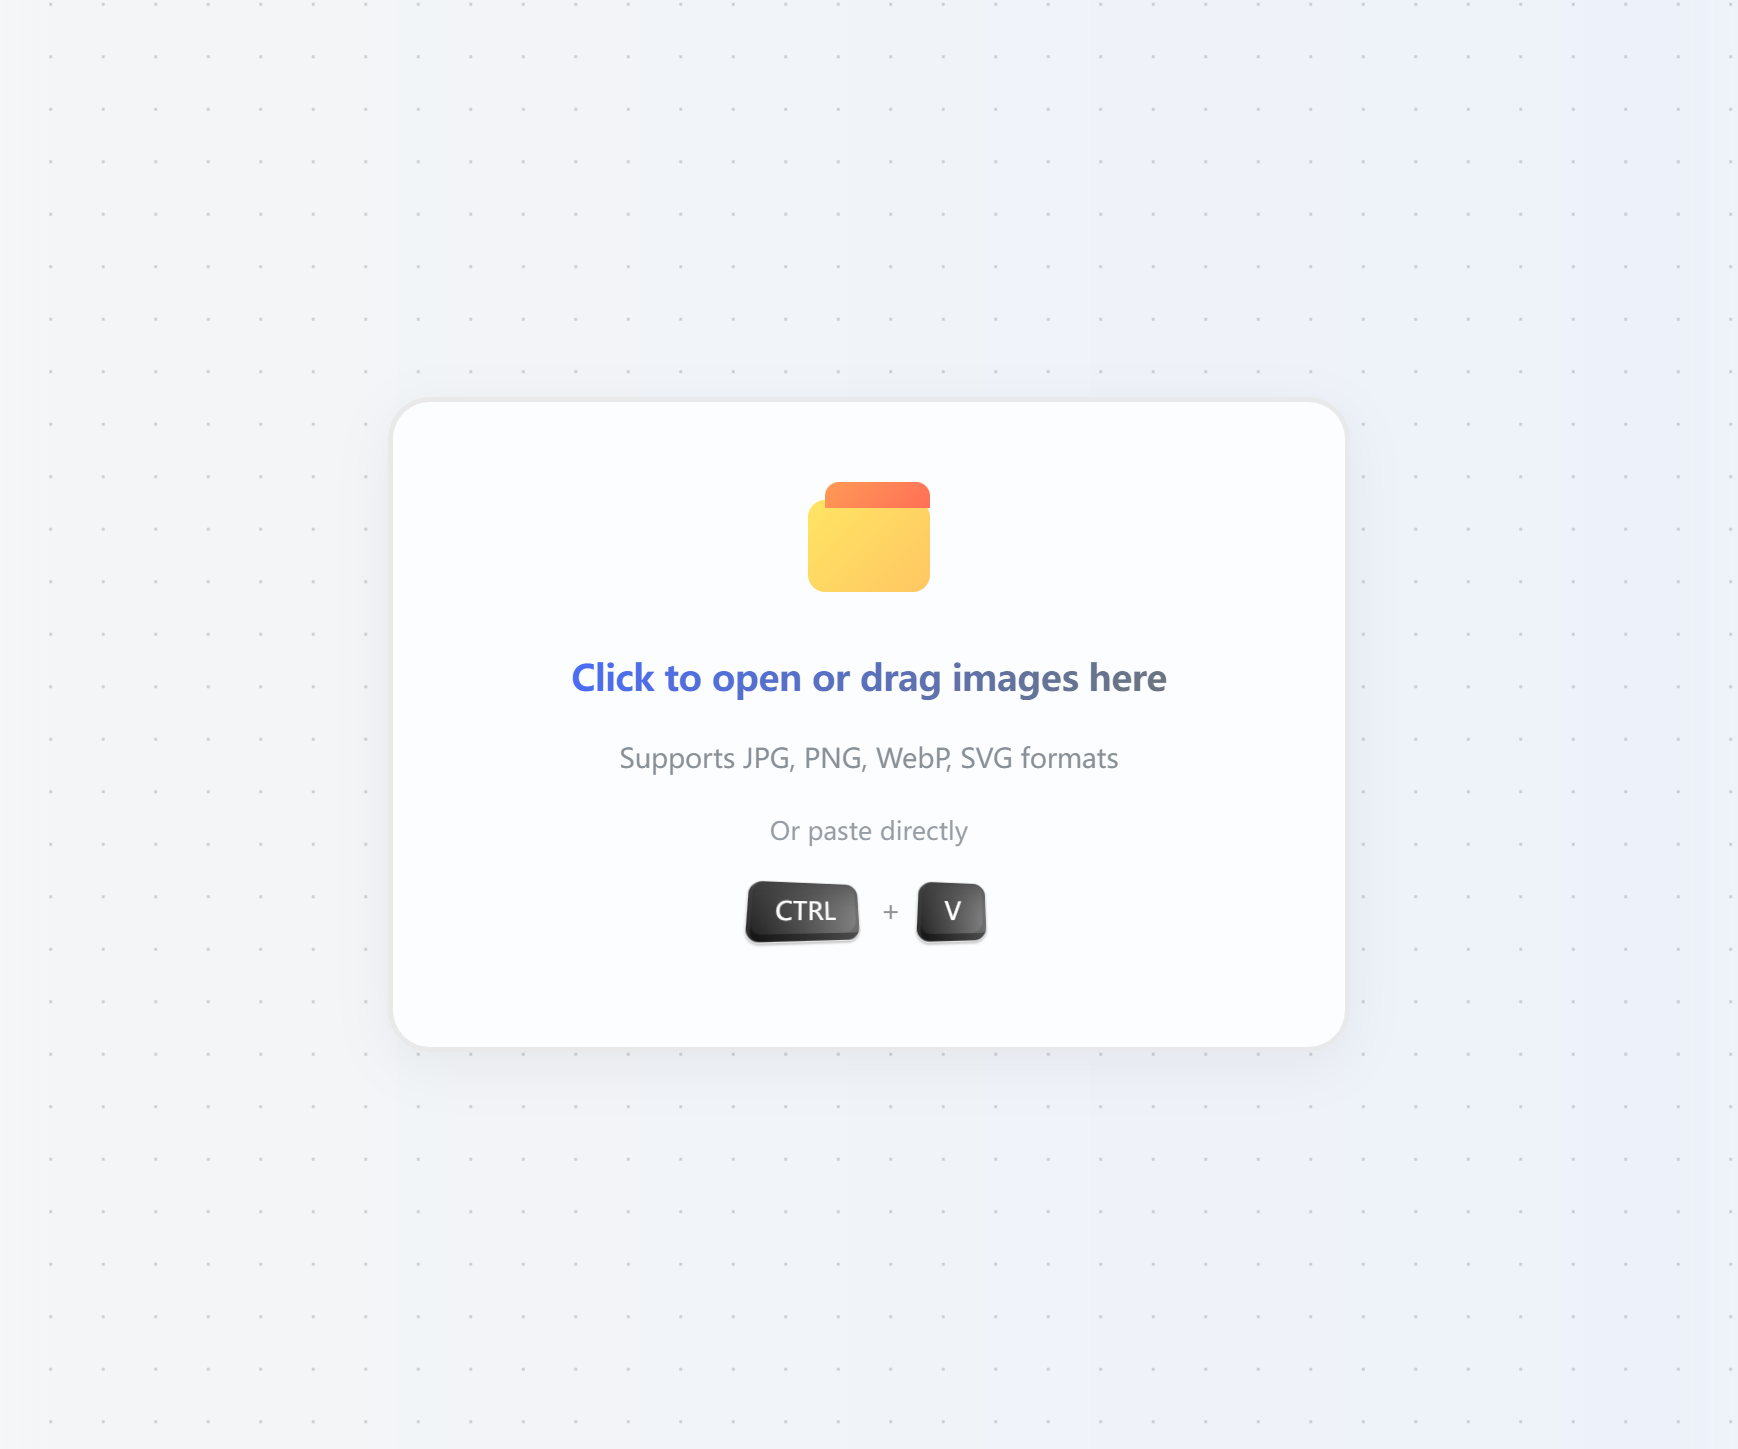 Click to open or drag images here
Supports JPG, PNG, WebP, SVG formats
Or paste directly
CTRL + V